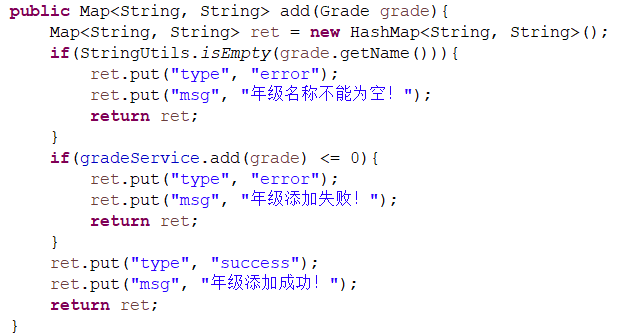 public Map<String, String> add(Grade grade){
    Map<String, String> ret = new HashMap<String, String>();
    if(StringUtils.isEmpty(grade.getName())){
        ret.put("type", "error");
        ret.put("msg", "年级名称不能为空！");
        return ret;
    }
    if(gradeService.add(grade) <= 0){
        ret.put("type", "error");
        ret.put("msg", "年级添加失败！");
        return ret;
    }
    ret.put("type", "success");
    ret.put("msg", "年级添加成功！");
    return ret;
}